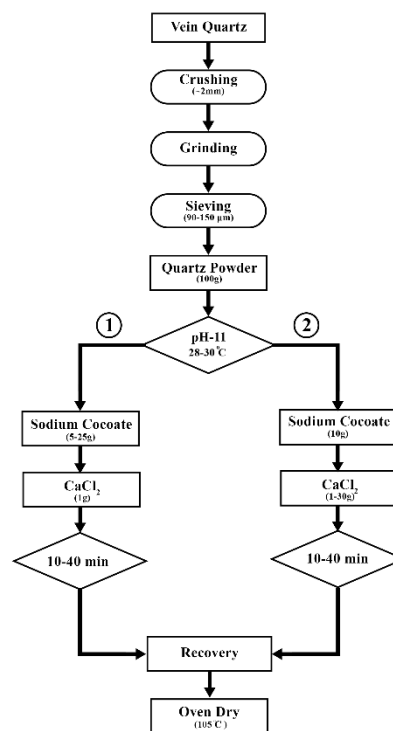 Vein Quartz
Crushing
(-2mm)
Grinding
Sieving
(90-150 µm)
Quartz Powder
(100g)
1
2
pH-11
28-30°C
Sodium Cocoate
(5-25g)
CaCl₂
(1g)
10-40 min
Sodium Cocoate
(10g)
CaCl₂
(1-30g)
10-40 min
Recovery
Oven Dry
(105 C)